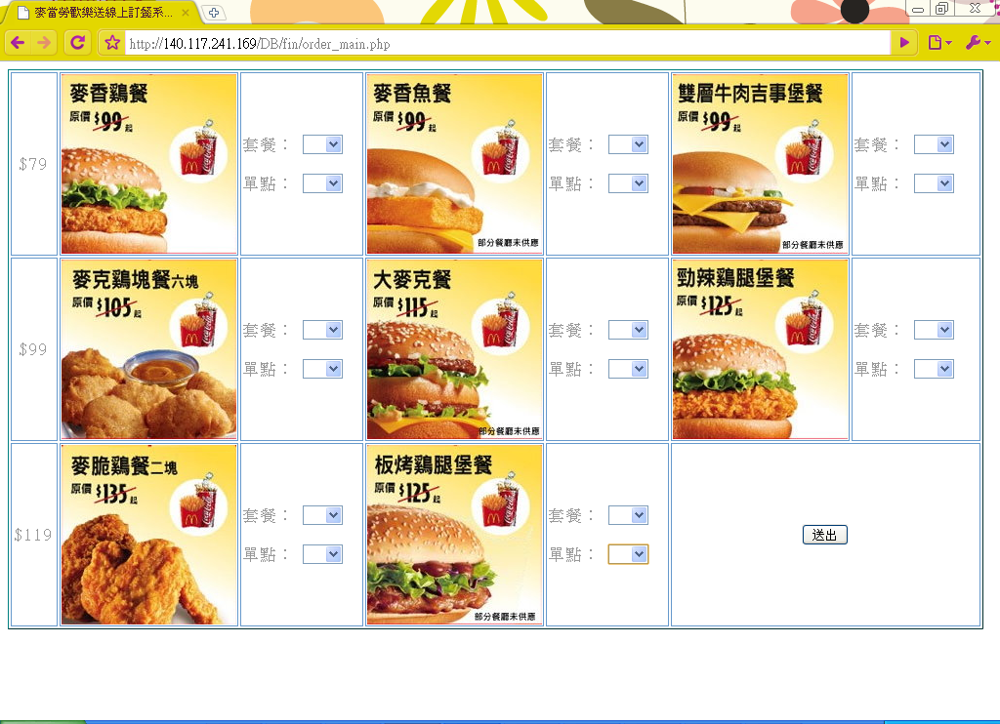 麥當勞歡樂送線上訂餐系...
http://140.117.241.169/DB/fin/order_main.php
$79
麥香鷄餐
原價 $99 起
套餐：
單點：
麥香魚餐
原價 $99 起
部分餐廳未供應
套餐：
單點：
雙層牛肉吉事堡餐
原價 $99 起
部分餐廳未供應
套餐：
單點：
$99
麥克鷄塊餐六塊
原價 $105 起
套餐：
單點：
大麥克餐
原價 $115 起
部分餐廳未供應
套餐：
單點：
勁辣鷄腿堡餐
原價 $125 起
套餐：
單點：
$119
麥脆鷄餐二塊
原價 $135 起
套餐：
單點：
板烤鷄腿堡餐
原價 $125 起
部分餐廳未供應
套餐：
單點：
送出